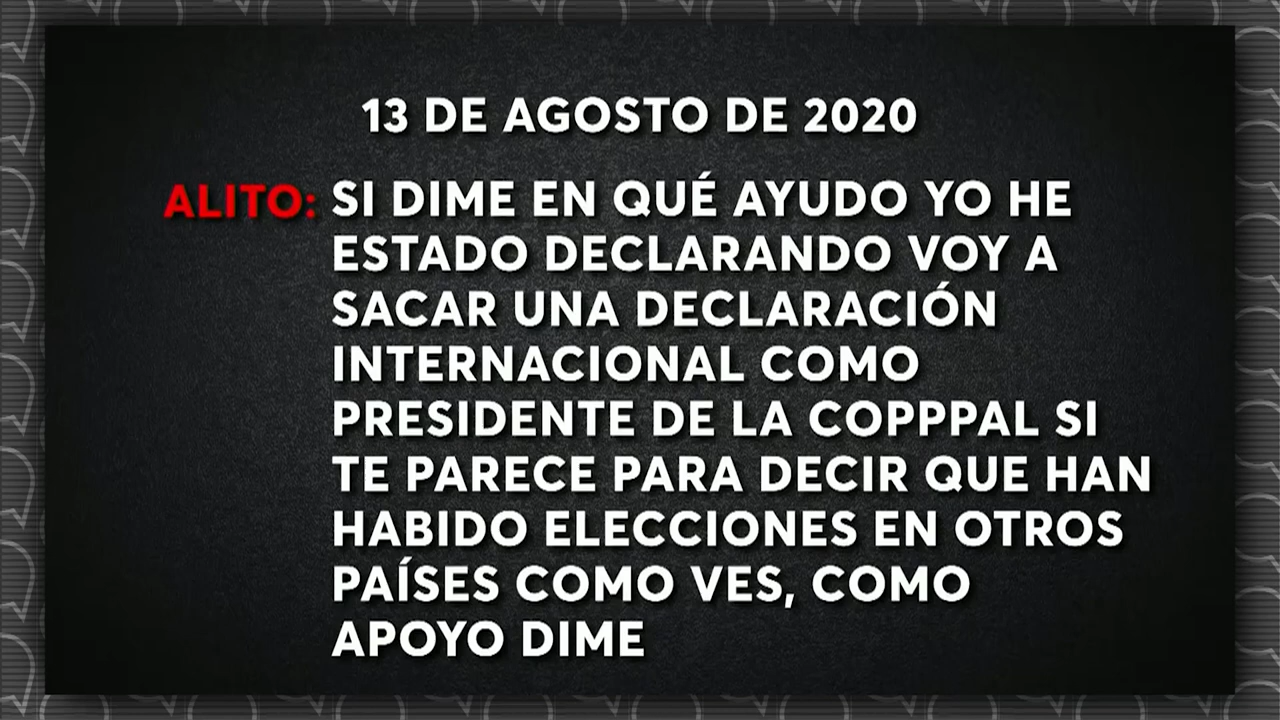 13 DE AGOSTO DE 2020
ALITO: SI DIME EN QUÉ AYUDO YO HE
ESTADO DECLARANDO VOY A
SACAR UNA DECLARACIÓN
INTERNACIONAL COMO
PRESIDENTE DE LA COPPPAL SI
TE PARECE PARA DECIR QUE HAN
HABIDO ELECCIONES EN OTROS
PAÍSES COMO VES, COMO
APOYO DIME